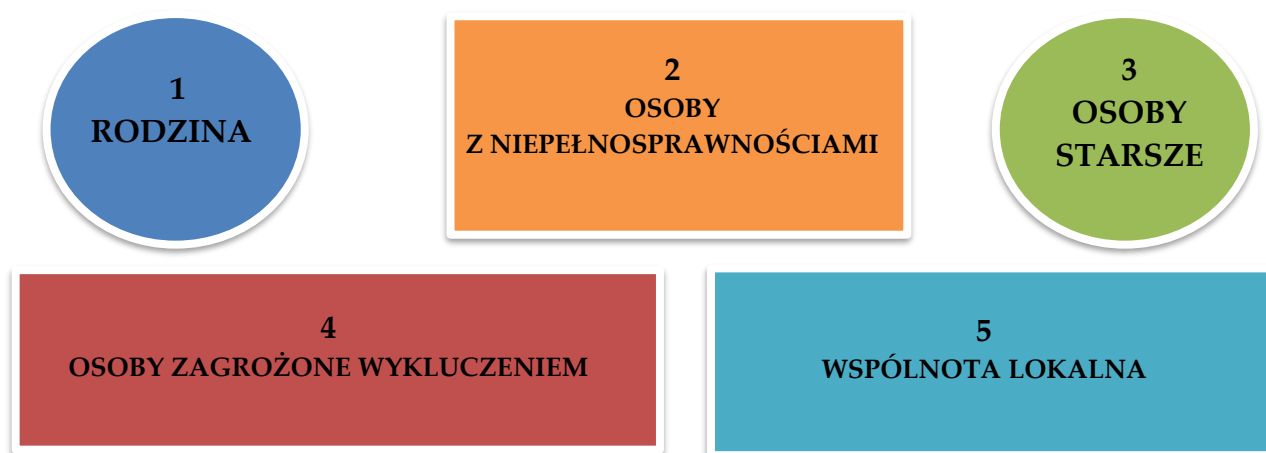 1
RODZINA
2
OSOBY
Z NIEPEŁNOSPRAWNOŚCIAMI
3
OSOBY
STARSZE
4
OSOBY ZAGROŻONE WYKLUCZENIEM
5
WSPÓLNOTA LOKALNA